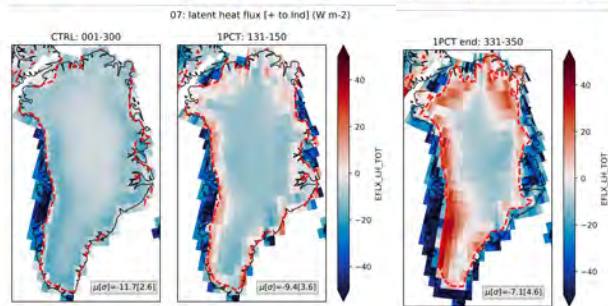 07: latent heat flux [+ to lnd] (W m-2)
CTRL: 001-300
1PCT: 131-150
1PCT end: 331-350
40
20
0
−20
−40
EFLX_LH_TOT
40
20
0
−20
−40
EFLX_LH_TOT
μ[σ]=-11.7[2.6]
μ[σ]=-9.4[3.6]
μ[σ]=-7.1[4.6]